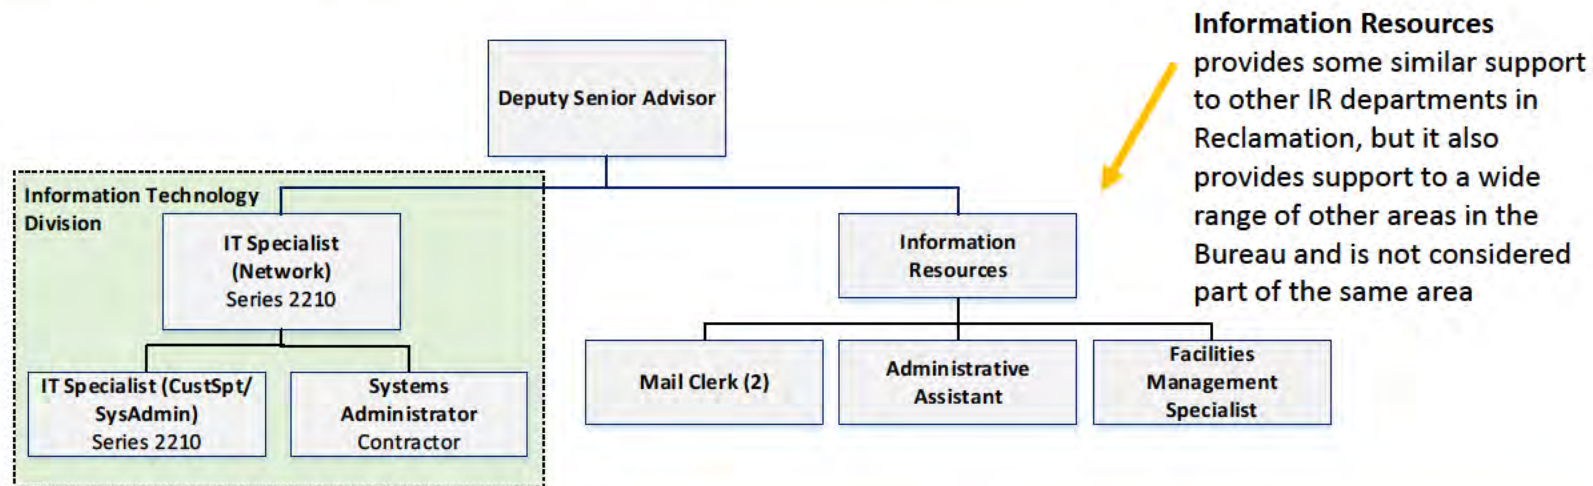 Deputy Senior Advisor
Information Technology
Division
IT Specialist
(Network)
Series 2210
IT Specialist (CustSpt/
SysAdmin)
Series 2210
Systems
Administrator
Contractor
Information
Resources
Mail Clerk (2)
Administrative
Assistant
Facilities
Management
Specialist
Information Resources
provides some similar support
to other IR departments in
Reclamation, but it also
provides support to a wide
range of other areas in the
Bureau and is not considered
part of the same area